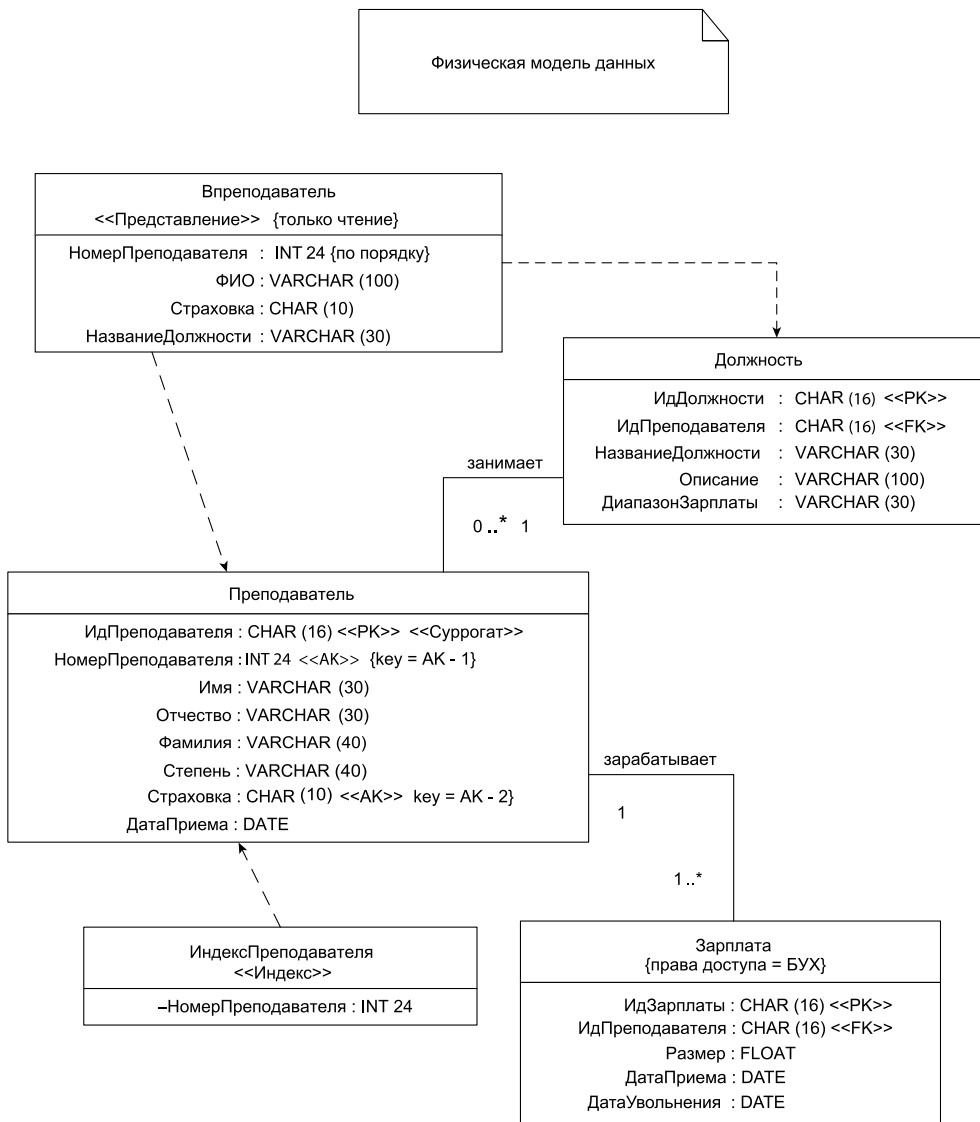 Физическая модель данных
Впреподаватель
<<Представление>> {только чтение}
НомерПреподавателя : INT 24 {по порядку}
ФИО : VARCHAR (100)
Страховка : CHAR (10)
НазваниеДолжности : VARCHAR (30)
Должность
ИдДолжности : CHAR (16) <<PK>>
ИдПреподавателя : CHAR (16) <<FK>>
НазваниеДолжности : VARCHAR (30)
Описание : VARCHAR (100)
ДиапазонЗарплаты : VARCHAR (30)
занимает
0..* 1
Преподаватель
ИдПреподавателя : CHAR (16) <<PK>> <<Суррогат>>
НомерПреподавателя : INT 24 <<AK>> {key = AK - 1}
Имя : VARCHAR (30)
Отчество : VARCHAR (30)
Фамилия : VARCHAR (40)
Степень : VARCHAR (40)
Страховка : CHAR (10) <<AK>> key = AK - 2}
ДатаПриема : DATE
зарабатывает
1
1..*
ИндексПреподавателя
<<Индекс>>
–НомерПреподавателя : INT 24
Зарплата
{права доступа = БУХ}
ИдЗарплаты : CHAR (16) <<PK>>
ИдПреподавателя : CHAR (16) <<FK>>
Размер : FLOAT
ДатаПриема : DATE
ДатаУвольнения : DATE